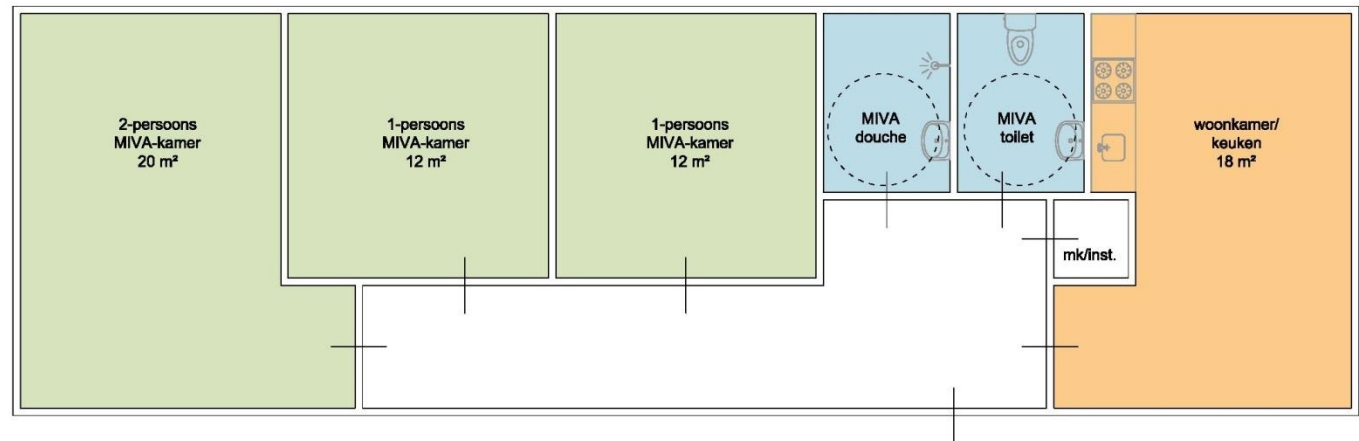 2-persoons
MIVA-kamer
20 m²
1-persoons
MIVA-kamer
12 m²
1-persoons
MIVA-kamer
12 m²
MIVA
douche
MIVA
toilet
woonkamer/
keuken
18 m²
mk/inst.